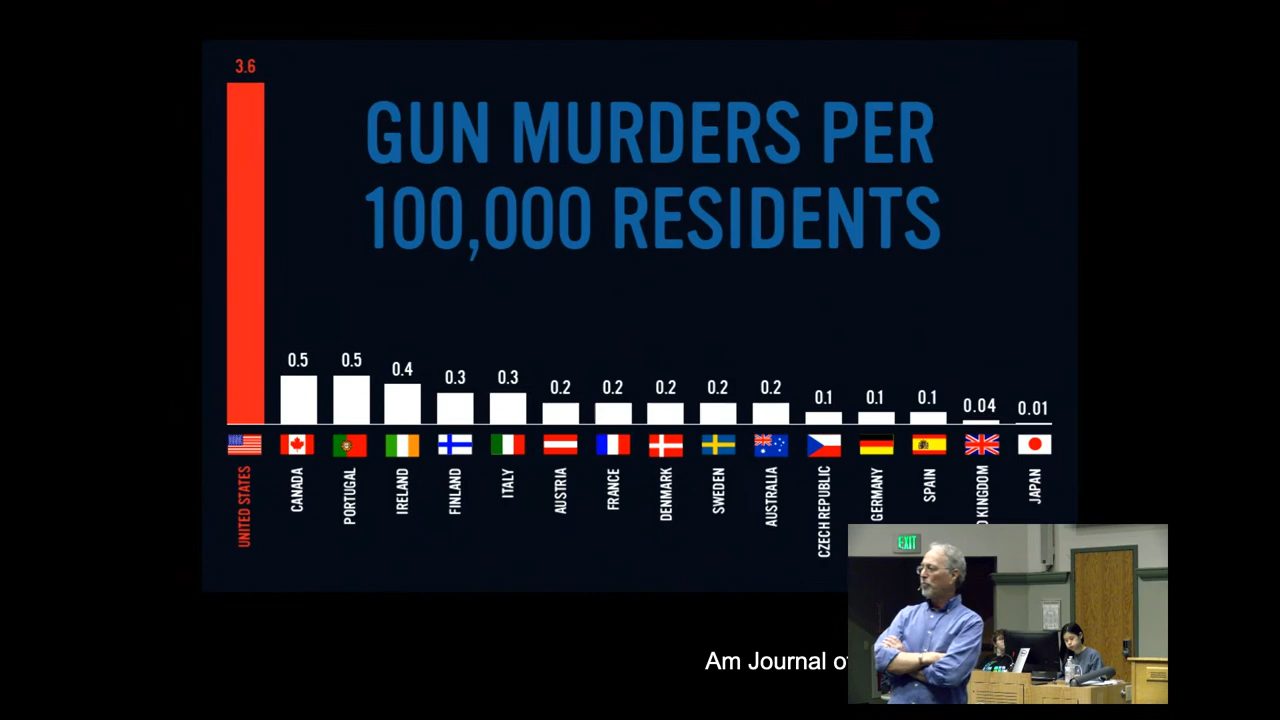 3.6
GUN MURDERS PER
100,000 RESIDENTS
0.5
0.5
0.4
0.3
0.3
0.2
0.2
0.2
0.2
0.2
0.1
0.1
0.1
0.04
0.01
UNITED STATES
CANADA
PORTUGAL
IRELAND
FINLAND
ITALY
AUSTRIA
FRANCE
DENMARK
SWEDEN
AUSTRALIA
CZECH REPUBLIC
GERMANY
SPAIN
KINGDOM
JAPAN
EXIT
Am Journal